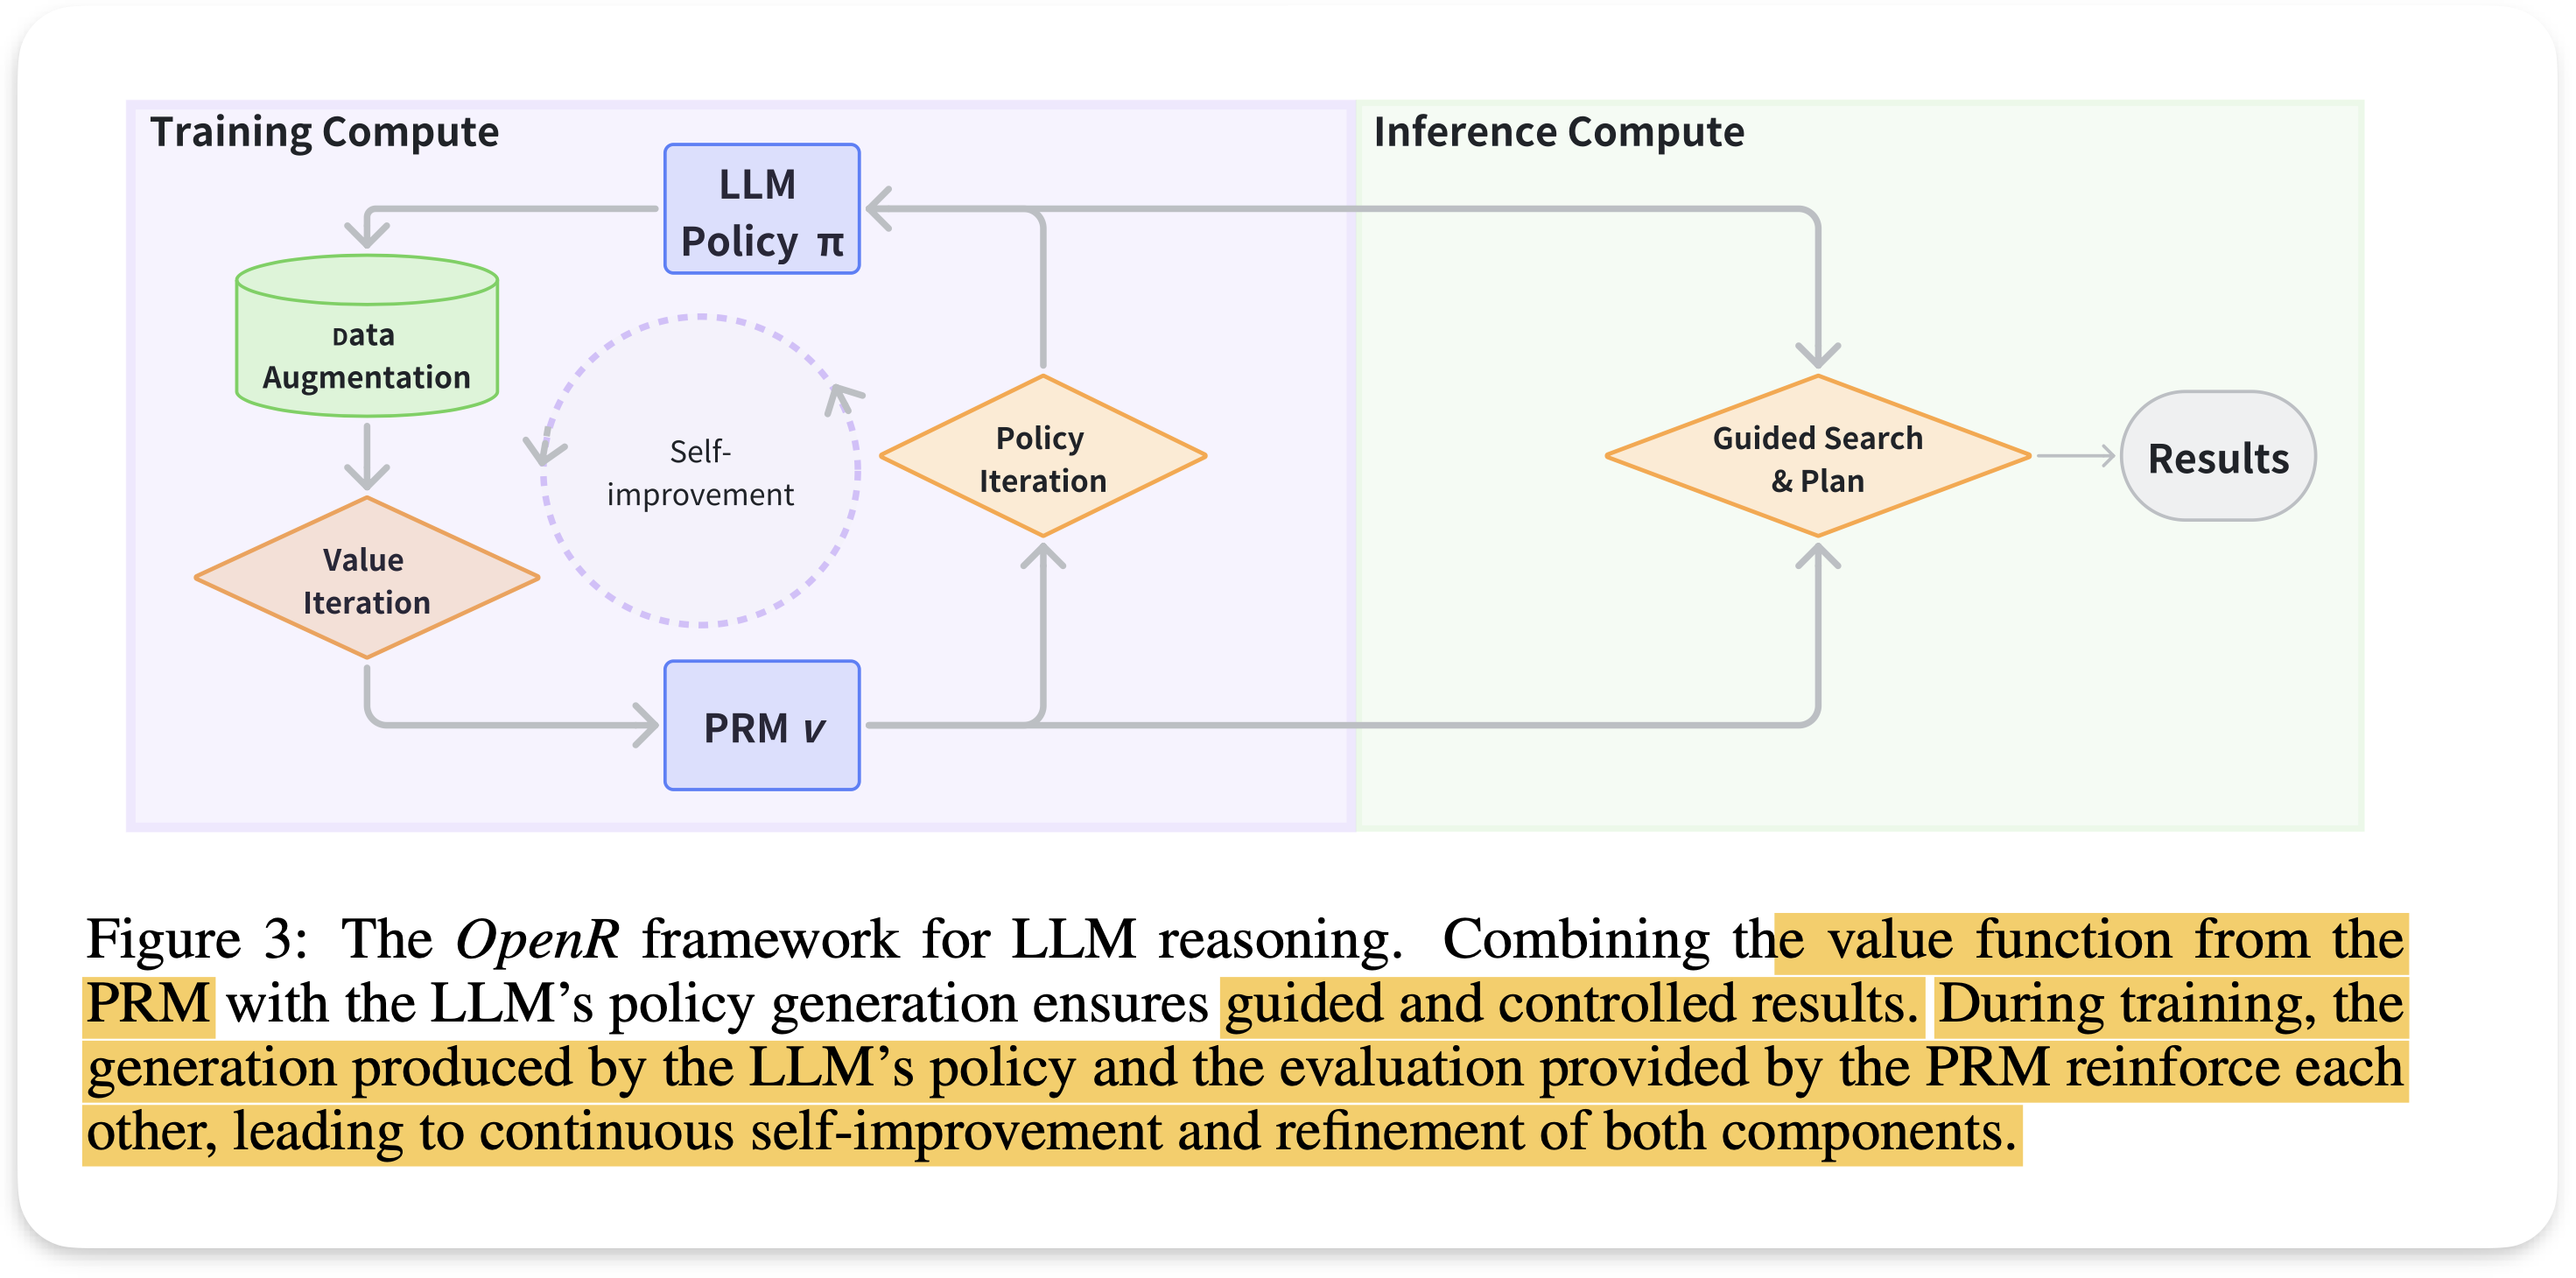 Training Compute
Inference Compute
LLM
Policy π
Data
Augmentation
Self-
improvement
Policy
Iteration
Guided Search
& Plan
Results
Value
Iteration
PRM v
Figure 3: The OpenR framework for LLM reasoning. Combining the value function from the
PRM with the LLM’s policy generation ensures guided and controlled results. During training, the
generation produced by the LLM’s policy and the evaluation provided by the PRM reinforce each
other, leading to continuous self-improvement and refinement of both components.